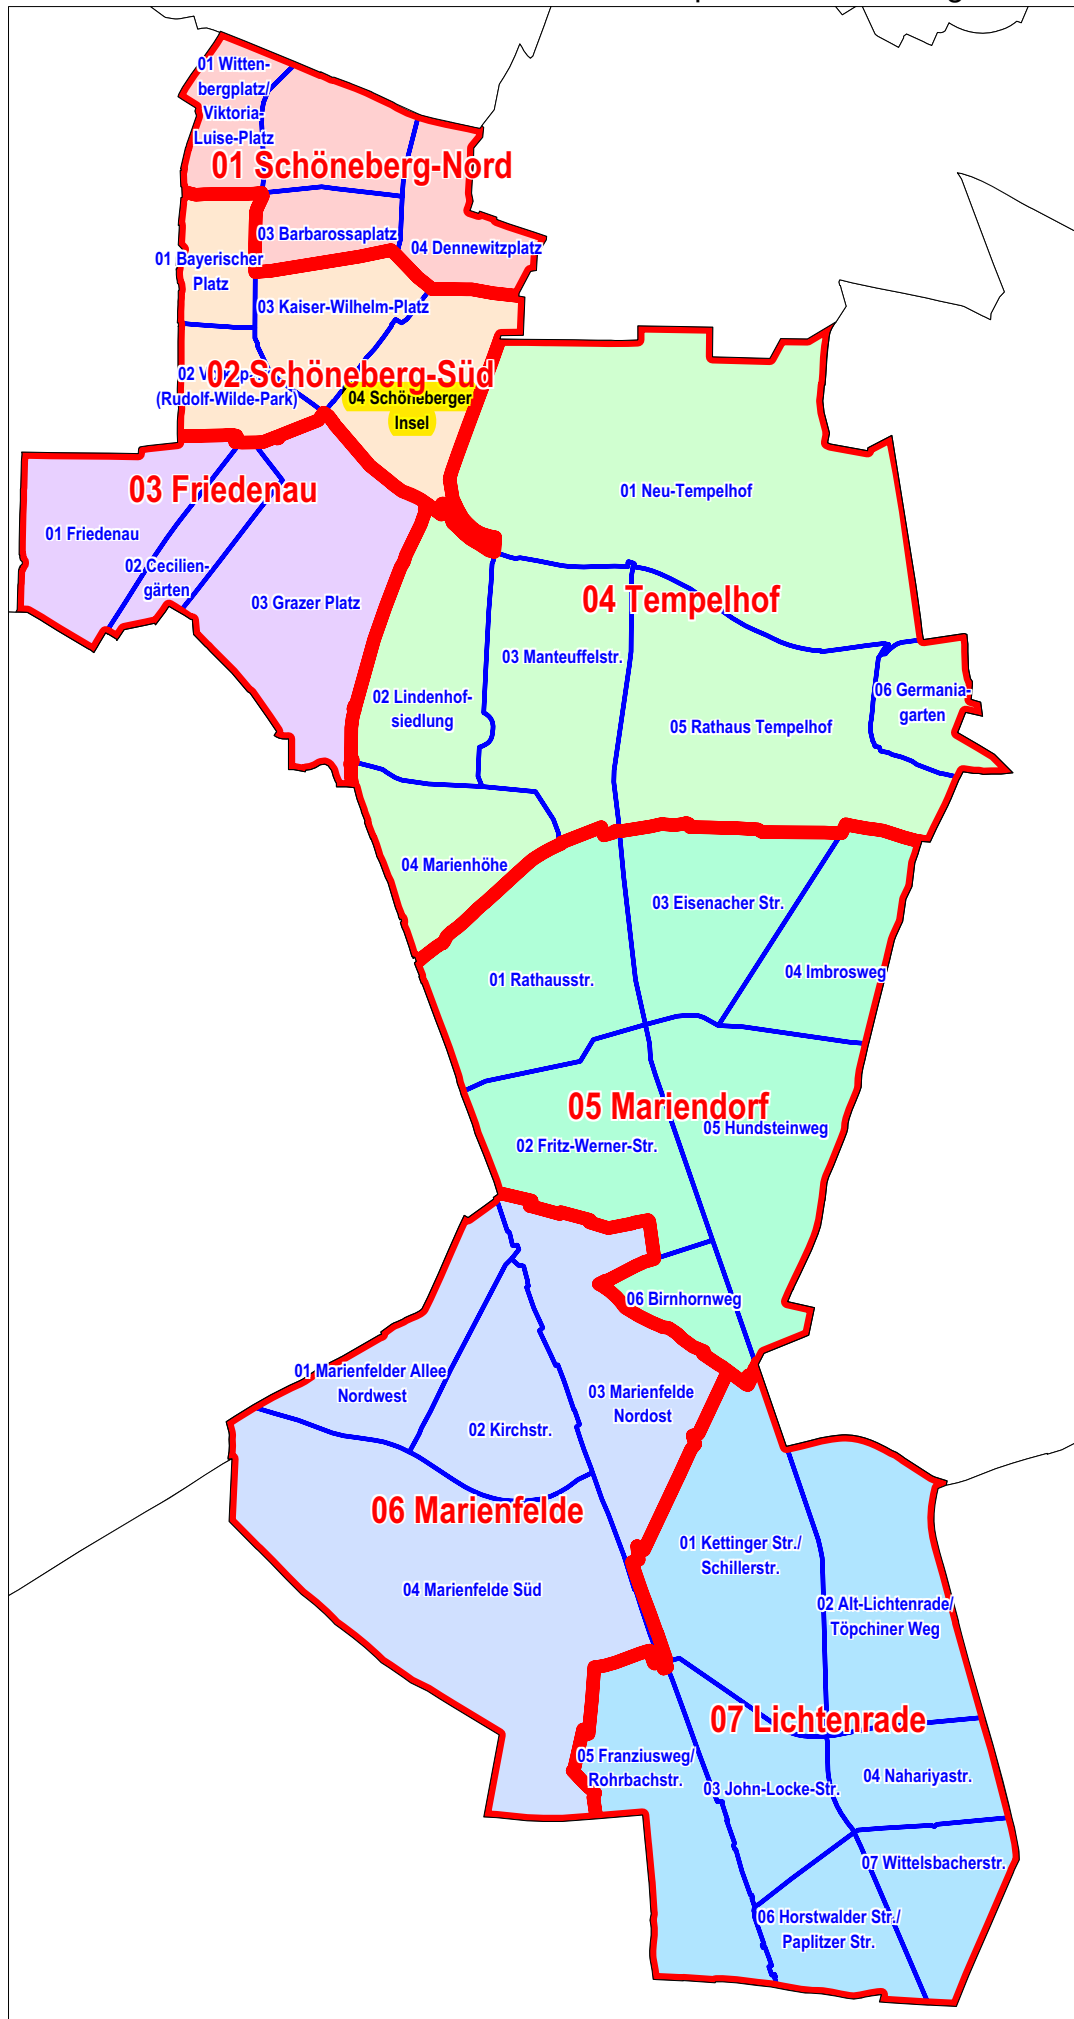 01 Witten-
bergplatz/
Viktoria-
Luise-Platz
01 Schöneberg-Nord
03 Barbarossaplatz
04 Dennewitzplatz
01 Bayerischer
Platz
03 Kaiser-Wilhelm-Platz
02 Schöneberg-Süd
02
(Rudolf-Wilde-Park)
04 Schöneberger
Insel
03 Friedenau
01 Friedenau
02 Cecilien-
gärten
03 Grazer Platz
01 Neu-Tempelhof
04 Tempelhof
03 Manteuffelstr.
02 Lindenhof-
siedlung
05 Rathaus Tempelhof
06 Germania-
garten
04 Marienhöhe
03 Eisenacher Str.
01 Rathausstr.
04 Imbrosweg
05 Mariendorf
05 Hundsteinweg
02 Fritz-Werner-Str.
06 Birnhornweg
01 Marienfelder Allee
Nordwest
03 Marienfelde
Nordost
02 Kirchstr.
06 Marienfelde
04 Marienfelde Süd
01 Kettinger Str./
Schillerstr.
02 Alt-Lichtenrade/
Töpchiner Weg
07 Lichtenrade
05 Franziusweg/
Rohrbachstr.
03 John-Locke-Str.
04 Nahariyastr.
07 Wittelsbacherstr.
06 Horstwalder Str./
Paplitzer Str.